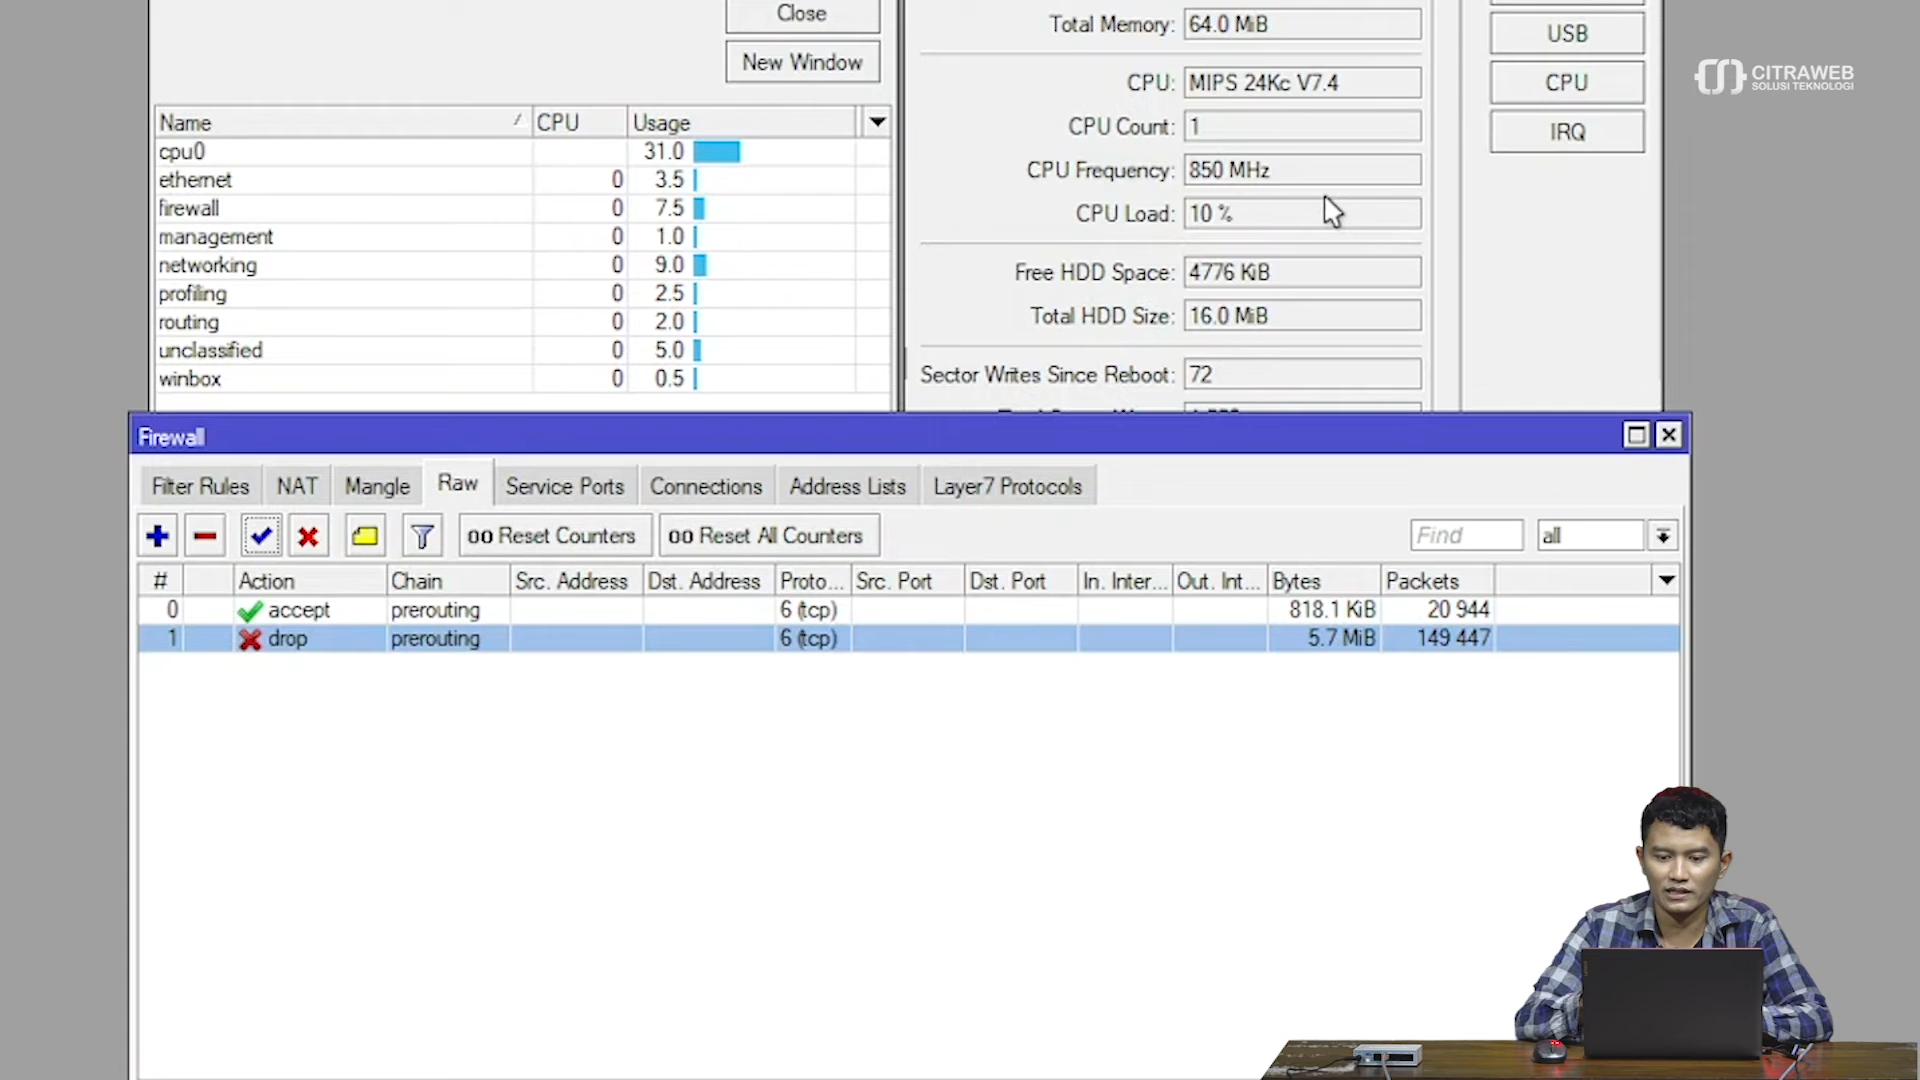 Close
New Window
Name CPU Usage
cpu0 31.0
ethernet 0 3.5
firewall 0 7.5
management 0 1.0
networking 0 9.0
profiling 0 2.5
routing 0 2.0
unclassified 0 5.0
winbox 0 0.5
Total Memory: 64.0 MiB
CPU: MIPS 24Kc V7.4
CPU Count: 1
CPU Frequency: 850 MHz
CPU Load: 10 %
Free HDD Space: 4776 KiB
Total HDD Size: 16.0 MiB
Sector Writes Since Reboot: 72
USB
CPU
IRQ
CITRAWEB
SOLUSI TEKNOLOGI
Firewall
Filter Rules NAT Mangle Raw Service Ports Connections Address Lists Layer7 Protocols
00 Reset Counters 00 Reset All Counters Find all
# Action Chain Src. Address Dst. Address Proto... Src. Port Dst. Port In. Inter... Out. Int... Bytes Packets
0 accept prerouting 6 (tcp) 818.1 KiB 20 944
1 drop prerouting 6 (tcp) 5.7 MiB 149 447